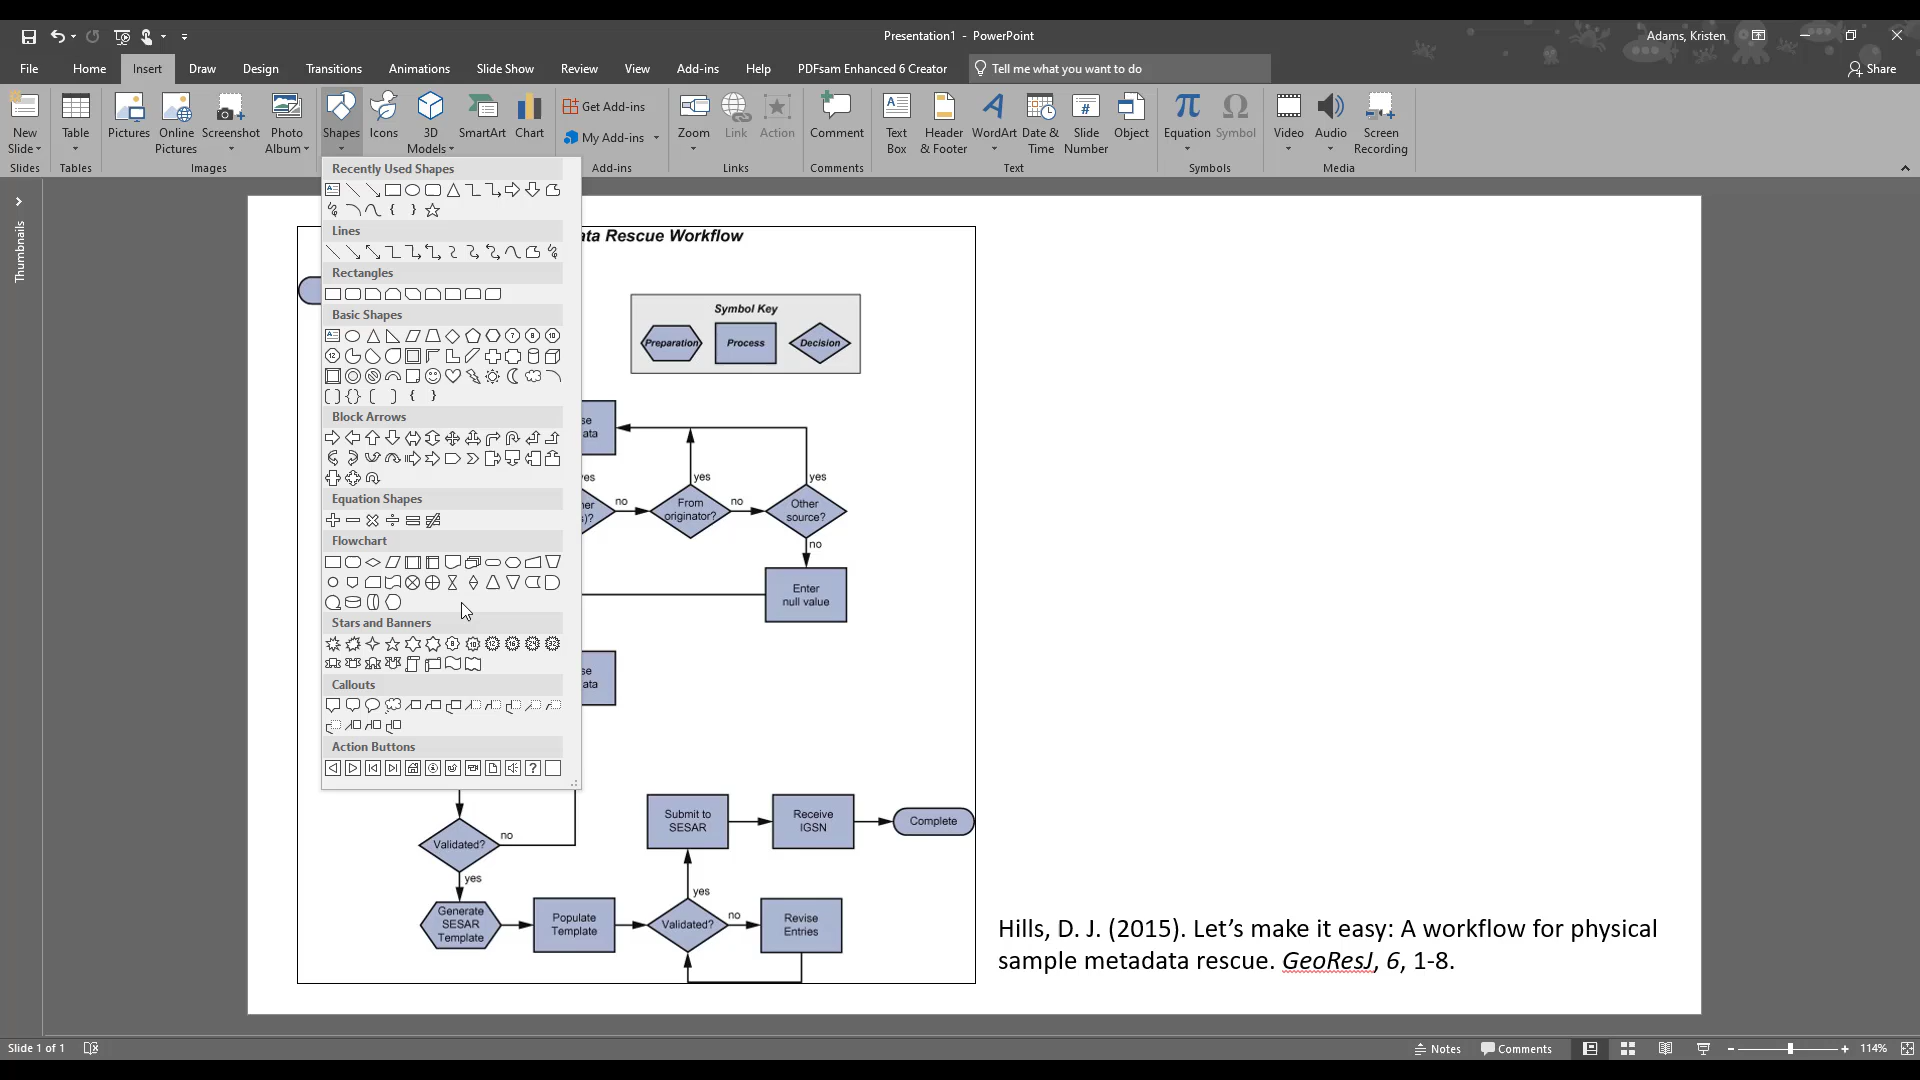 Presentation1 - PowerPoint
Adams, Kristen
File Home Insert Draw Design Transitions Animations Slide Show Review View Add-ins Help PDFsam Enhanced 6 Creator Tell me what you want to do Share
New Slide
Table
Pictures
Online Pictures
Screenshot
Photo Album
Shapes
Icons
3D Models
SmartArt
Chart
Get Add-ins
My Add-ins
Zoom
Link
Action
Comment
Text Box
Header & Footer
WordArt
Date & Time
Slide Number
Object
Equation
Symbol
Video
Audio
Screen Recording
Slides Tables Images Add-ins Links Comments Text Symbols Media
Thumbnails
Recently Used Shapes
Lines
Rectangles
Basic Shapes
Block Arrows
Equation Shapes
Flowchart
Stars and Banners
Callouts
Action Buttons
ata Rescue Workflow
Symbol Key
Preparation Process Decision
se
ata
yes yes
es
no
er
s)?
From
originator?
no
Other
source?
no
Enter
null value
se
ata
Submit to
SESAR
Receive
IGSN
Complete
Validated?
no
yes
yes
Generate
SESAR
Template
Populate
Template
Validated?
no
Revise
Entries
Hills, D. J. (2015). Let’s make it easy: A workflow for physical
sample metadata rescue. GeoResJ, 6, 1-8.
Slide 1 of 1
Notes Comments 114%